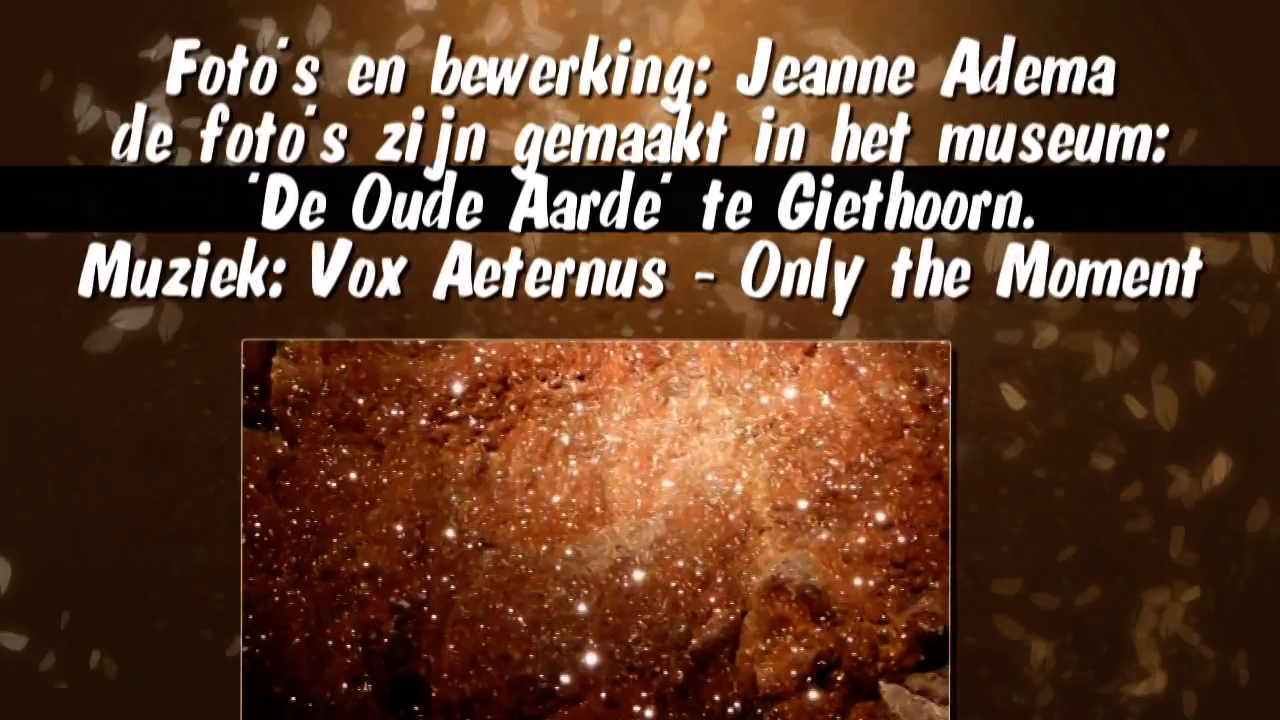 Foto's en bewerking: Jeanne Adema
de foto's zijn gemaakt in het museum:
'De Oude Aarde' te Giethoorn.
Muziek: Vox Aeternus - Only the Moment